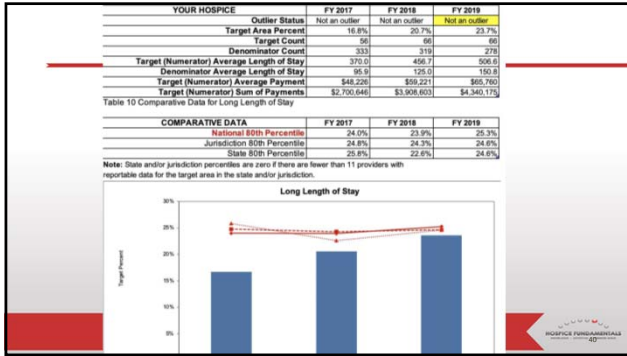 YOUR HOSPICE FY 2017 FY 2018 FY 2019
Outlier Status Not an outlier Not an outlier Not an outlier
Target Area Percent 16.8% 20.7% 23.7%
Target Count 56 66 66
Denominator Count 333 319 278
Target (Numerator) Average Length of Stay 370.0 456.7 506.6
Denominator Average Length of Stay 95.9 125.0 150.8
Target (Numerator) Average Payment $48,226 $59,221 $65,760
Target (Numerator) Sum of Payments $2,700,646 $3,908,603 $4,340,175
Table 10 Comparative Data for Long Length of Stay
COMPARATIVE DATA FY 2017 FY 2018 FY 2019
National 80th Percentile 24.0% 23.9% 25.3%
Jurisdiction 80th Percentile 24.8% 24.3% 24.6%
State 80th Percentile 25.8% 22.6% 24.6%
Note: State and/or jurisdiction percentiles are zero if there are fewer than 11 providers with
reportable data for the target area in the state and/or jurisdiction.
Long Length of Stay
30%
25%
20%
15%
10%
5%
Target Percent
HOSPICE FUNDAMENTALS
40